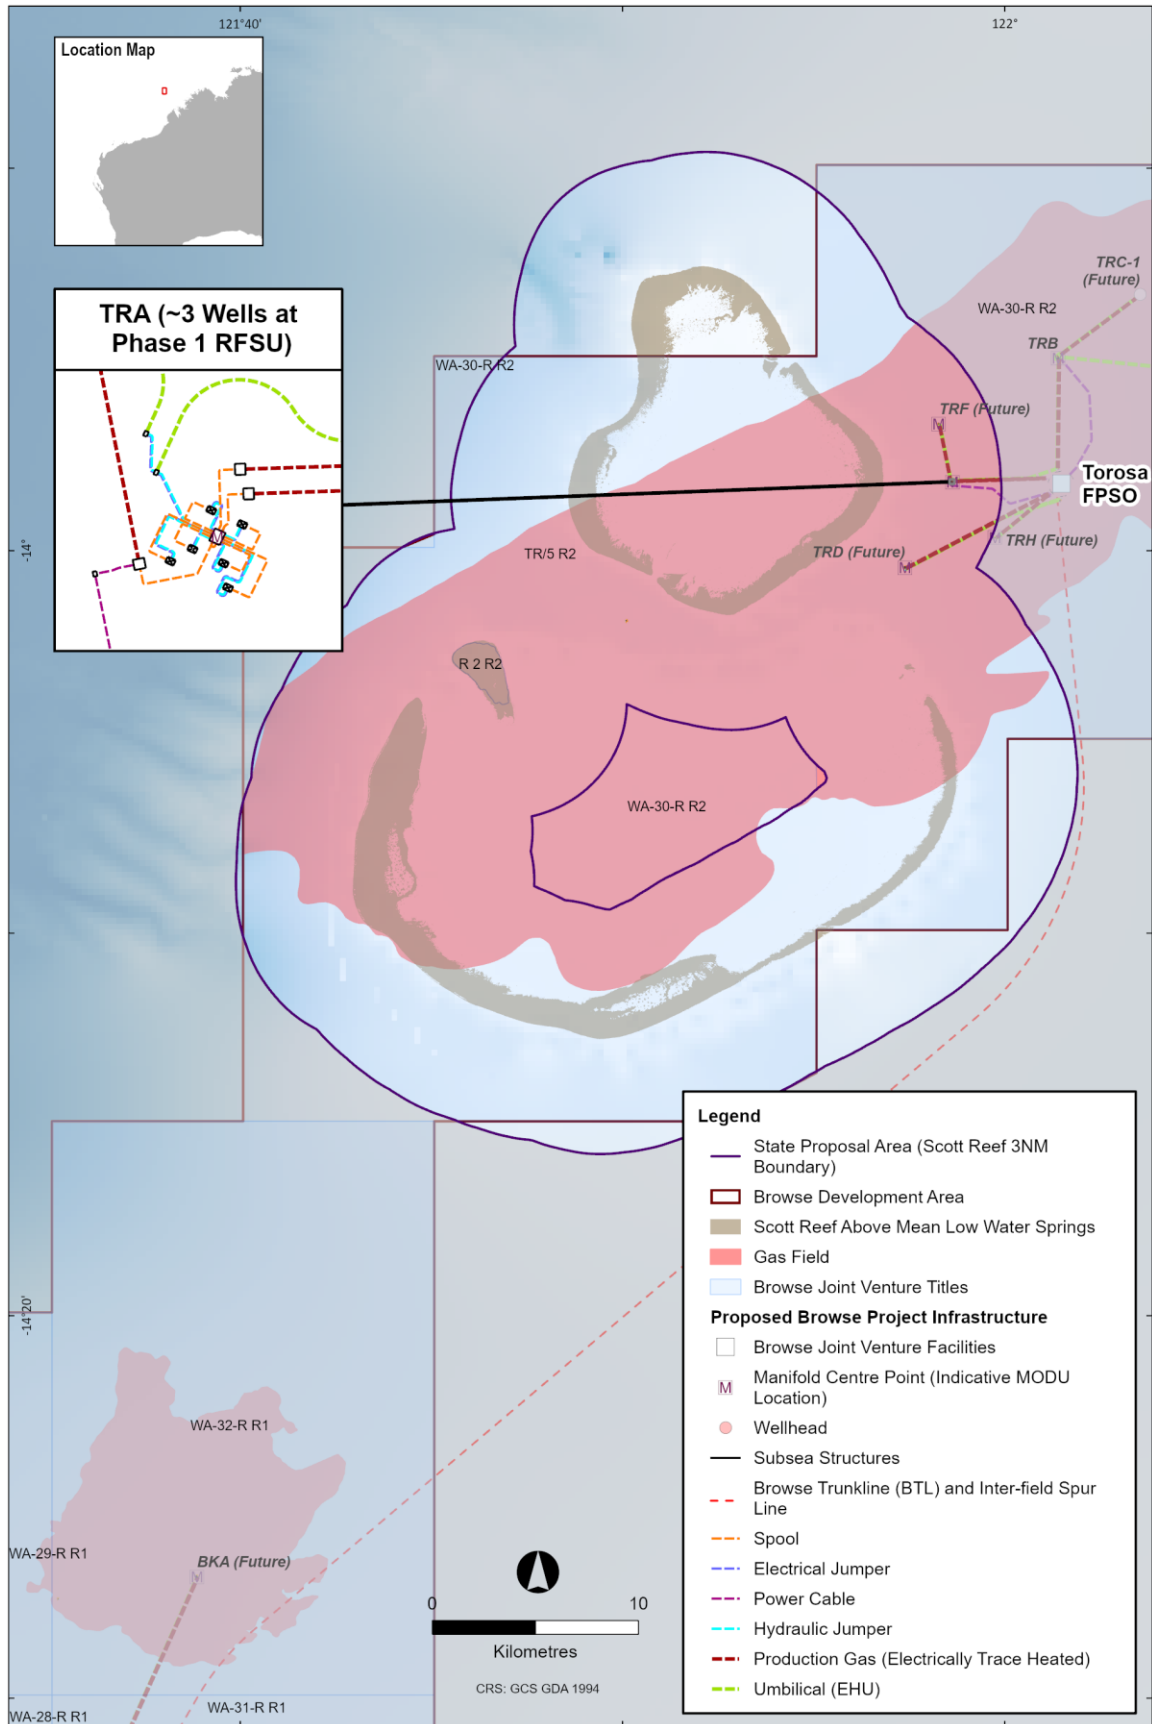 121°40'
122°
Location Map
TRA (~3 Wells at
Phase 1 RFSU)
M
TRC-1
(Future)
WA-30-R R2
TRB
M
WA-30-R R2
TRF (Future)
M
M
Torosa
FPSO
-14°
TR/5 R2
TRD (Future)
M
TRH (Future)
M
R 2 R2
WA-30-R R2
-14°20'
WA-32-R R1
WA-29-R R1
BKA (Future)
M
WA-31-R R1
WA-28-R R1
0
10
Kilometres
CRS: GCS GDA 1994
Legend
State Proposal Area (Scott Reef 3NM
Boundary)
Browse Development Area
Scott Reef Above Mean Low Water Springs
Gas Field
Browse Joint Venture Titles
Proposed Browse Project Infrastructure
Browse Joint Venture Facilities
M
Manifold Centre Point (Indicative MODU
Location)
Wellhead
Subsea Structures
Browse Trunkline (BTL) and Inter-field Spur
Line
Spool
Electrical Jumper
Power Cable
Hydraulic Jumper
Production Gas (Electrically Trace Heated)
Umbilical (EHU)